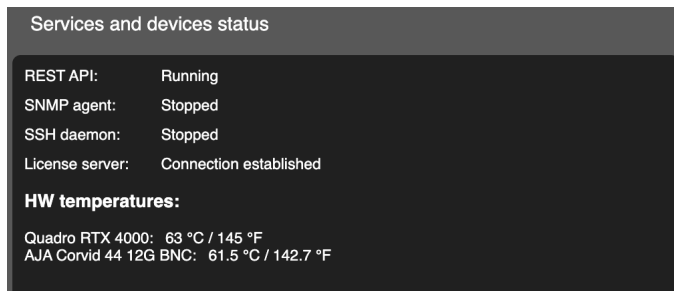 Services and devices status
REST API: Running
SNMP agent: Stopped
SSH daemon: Stopped
License server: Connection established
HW temperatures:
Quadro RTX 4000: 63 °C / 145 °F
AJA Corvid 44 12G BNC: 61.5 °C / 142.7 °F